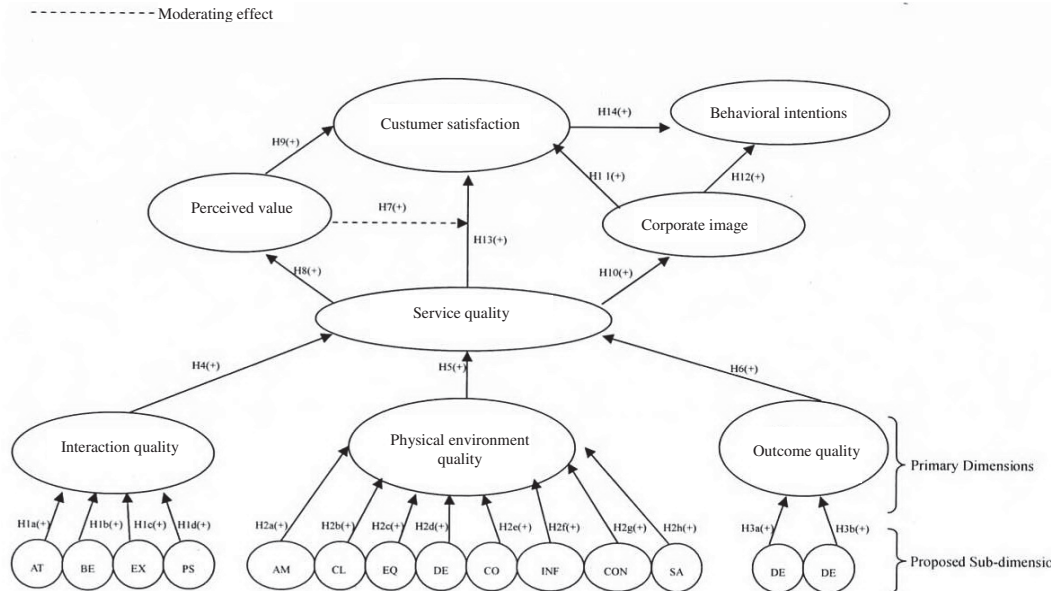 Moderating effect
Custumer satisfaction
H14(+)
Behavioral intentions
H9(+)
H1 1(+)
H12(+)
Perceived value
H7(+)
Corporate image
H13(+)
H8(+)
H10(+)
Service quality
H4(+)
H5(+)
H6(+)
Interaction quality
Physical environment
quality
Outcome quality
Primary Dimensions
H1a(+)
H1b(+)
H1c(+)
H1d(+)
H2a(+)
H2b(+)
H2c(+)
H2d(+)
H2e(+)
H2f(+)
H2g(+)
H2h(+)
H3a(+)
H3b(+)
AT
BE
EX
PS
AM
CL
EQ
DE
CO
INF
CON
SA
DE
DE
Proposed Sub-dimensic